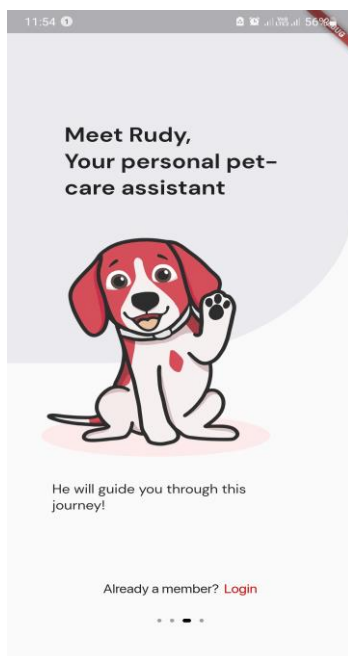 11:54
56%
Meet Rudy,
Your personal pet-
care assistant
He will guide you through this
journey!
Already a member? Login